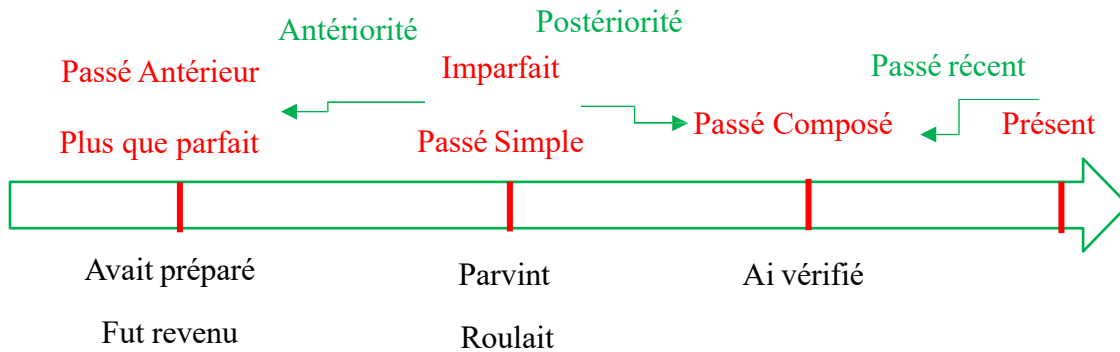 Antériorité
Postériorité
Passé Antérieur
Imparfait
Passé récent
Plus que parfait
Passé Simple
Passé Composé
Présent
Avait préparé
Parvint
Ai vérifié
Fut revenu
Roulait